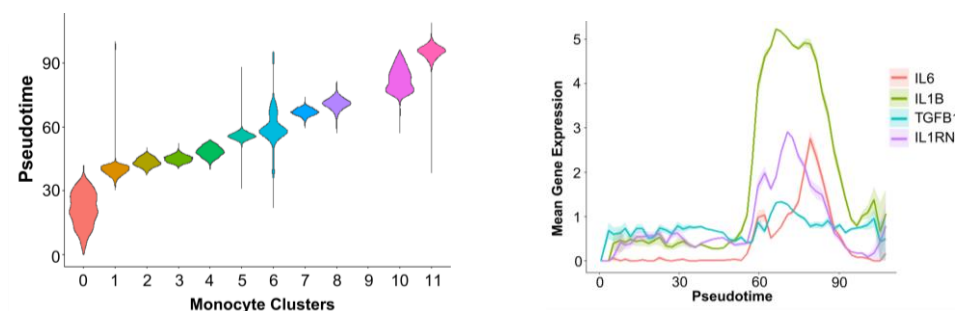 Pseudotime
90
60
30
0
0 1 2 3 4 5 6 7 8 9 10 11
Monocyte Clusters
Mean Gene Expression
5
4
3
2
1
0
0 30 60 90
Pseudotime
IL6
IL1B
TGFB1
IL1RN